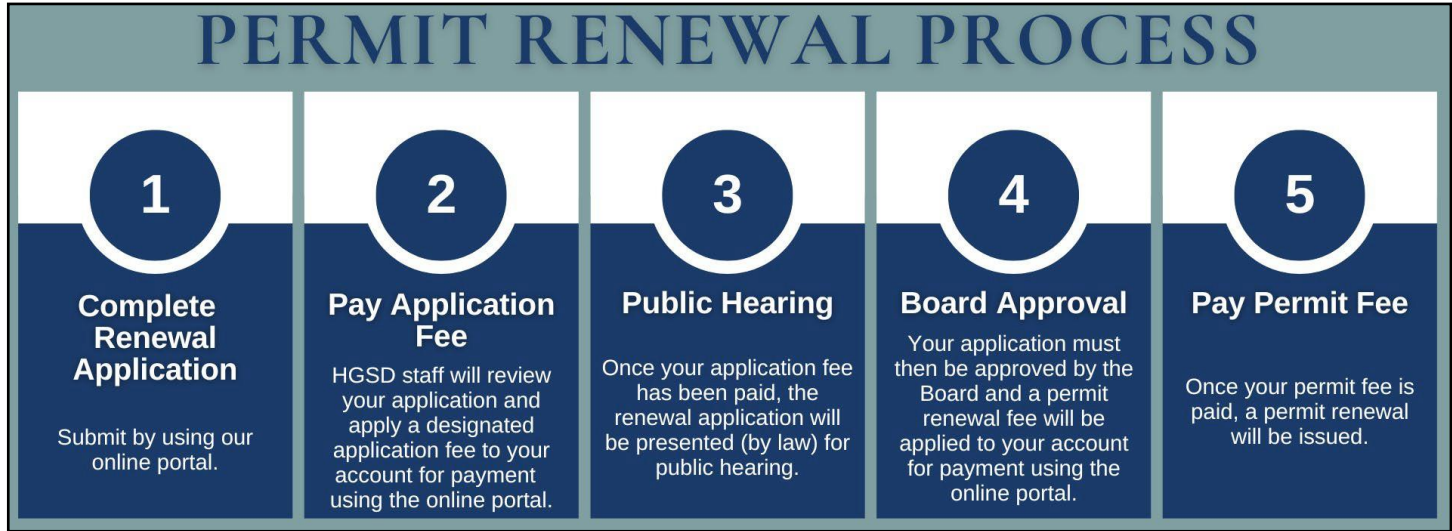 PERMIT RENEWAL PROCESS
1
Complete
Renewal
Application
Submit by using our
online portal.
2
Pay Application
Fee
HGSD staff will review
your application and
apply a designated
application fee to your
account for payment
using the online portal.
3
Public Hearing
Once your application fee
has been paid, the
renewal application will
be presented (by law) for
public hearing.
4
Board Approval
Your application must
then be approved by the
Board and a permit
renewal fee will be
applied to your account
for payment using the
online portal.
5
Pay Permit Fee
Once your permit fee is
paid, a permit renewal
will be issued.